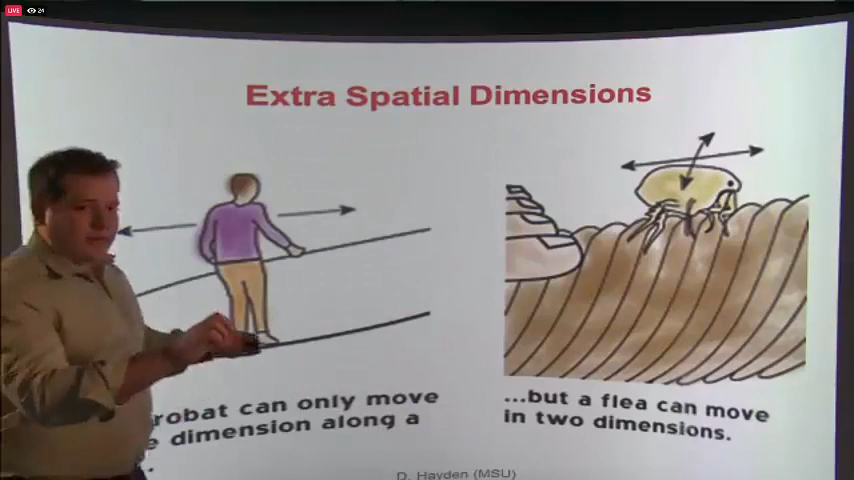 LIVE 24
Extra Spatial Dimensions
robat can only move
e dimension along a
.
...but a flea can move
in two dimensions.
D. Hayden (MSU)